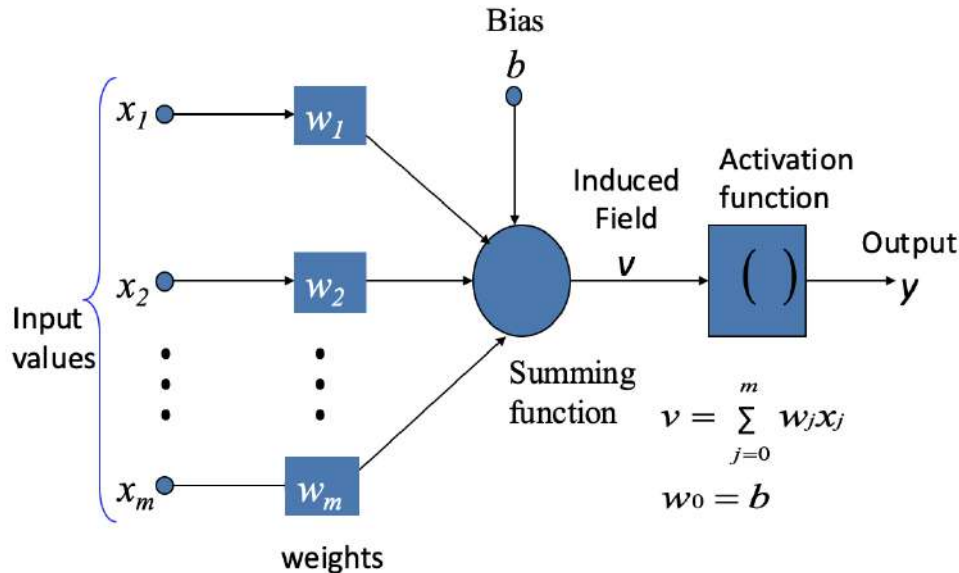 Bias
b
x₁
w₁
Activation
function
Induced
Field
v
( )
Output
y
x₂
w₂
Input
values
Summing
function
v = ∑ⱼ₌₀ᵐ wⱼxⱼ
w₀ = b
xₘ
wₘ
weights